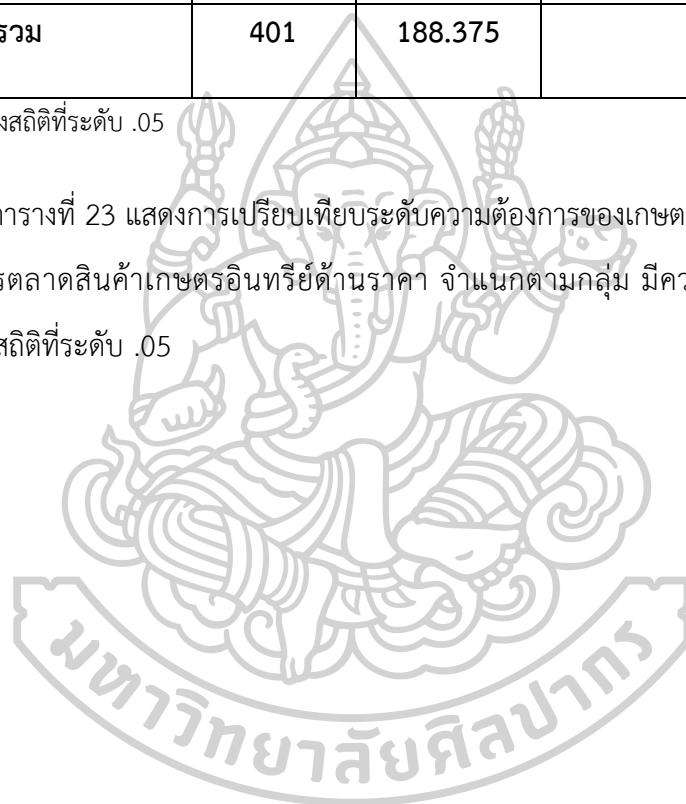 รวม 401 188.375
งสถิติที่ระดับ .05
ารางที่ 23 แสดงการเปรียบเทียบระดับความต้องการของเกษต
รตลาดสินค้าเกษตรอินทรีย์ด้านราคา จำแนกตามกลุ่ม มีคว
สถิติที่ระดับ .05
มหาวิทยาลัยศิลปากร